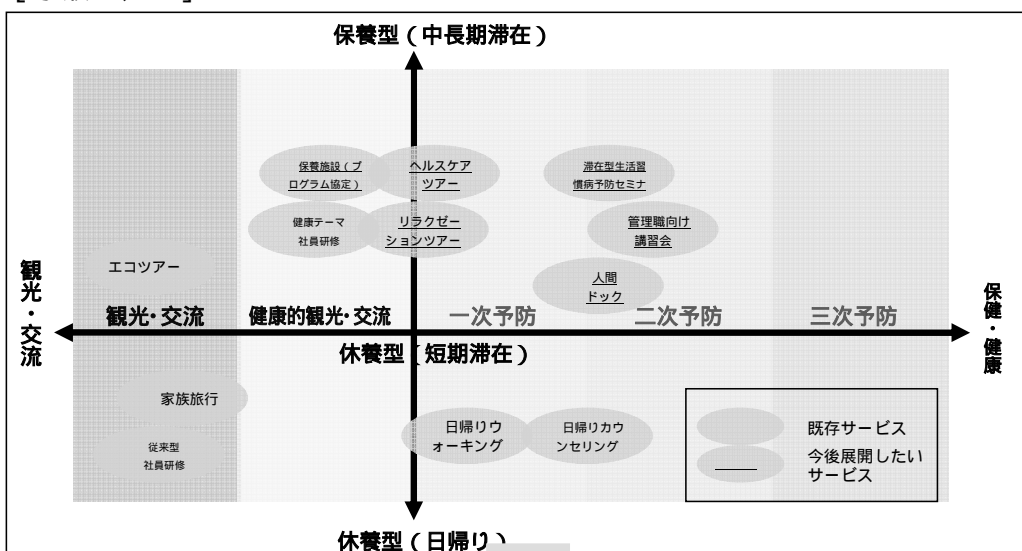 保養型（中長期滞在）
保養施設（プ
ログラム協定）
ヘルスケア
ツアー
滞在型生活習
慣病予防セミナ
健康テーマ
社員研修
リラクゼー
ションツアー
管理職向け
講習会
エコツアー
人間
ドック
観光・交流
保健・健康
観光・交流
健康的観光・交流
一次予防
二次予防
三次予防
休養型（短期滞在）
家族旅行
従来型
社員研修
日帰りウ
ォーキング
日帰りカウ
ンセリング
既存サービス
今後展開したい
サービス
休養型（日帰り）